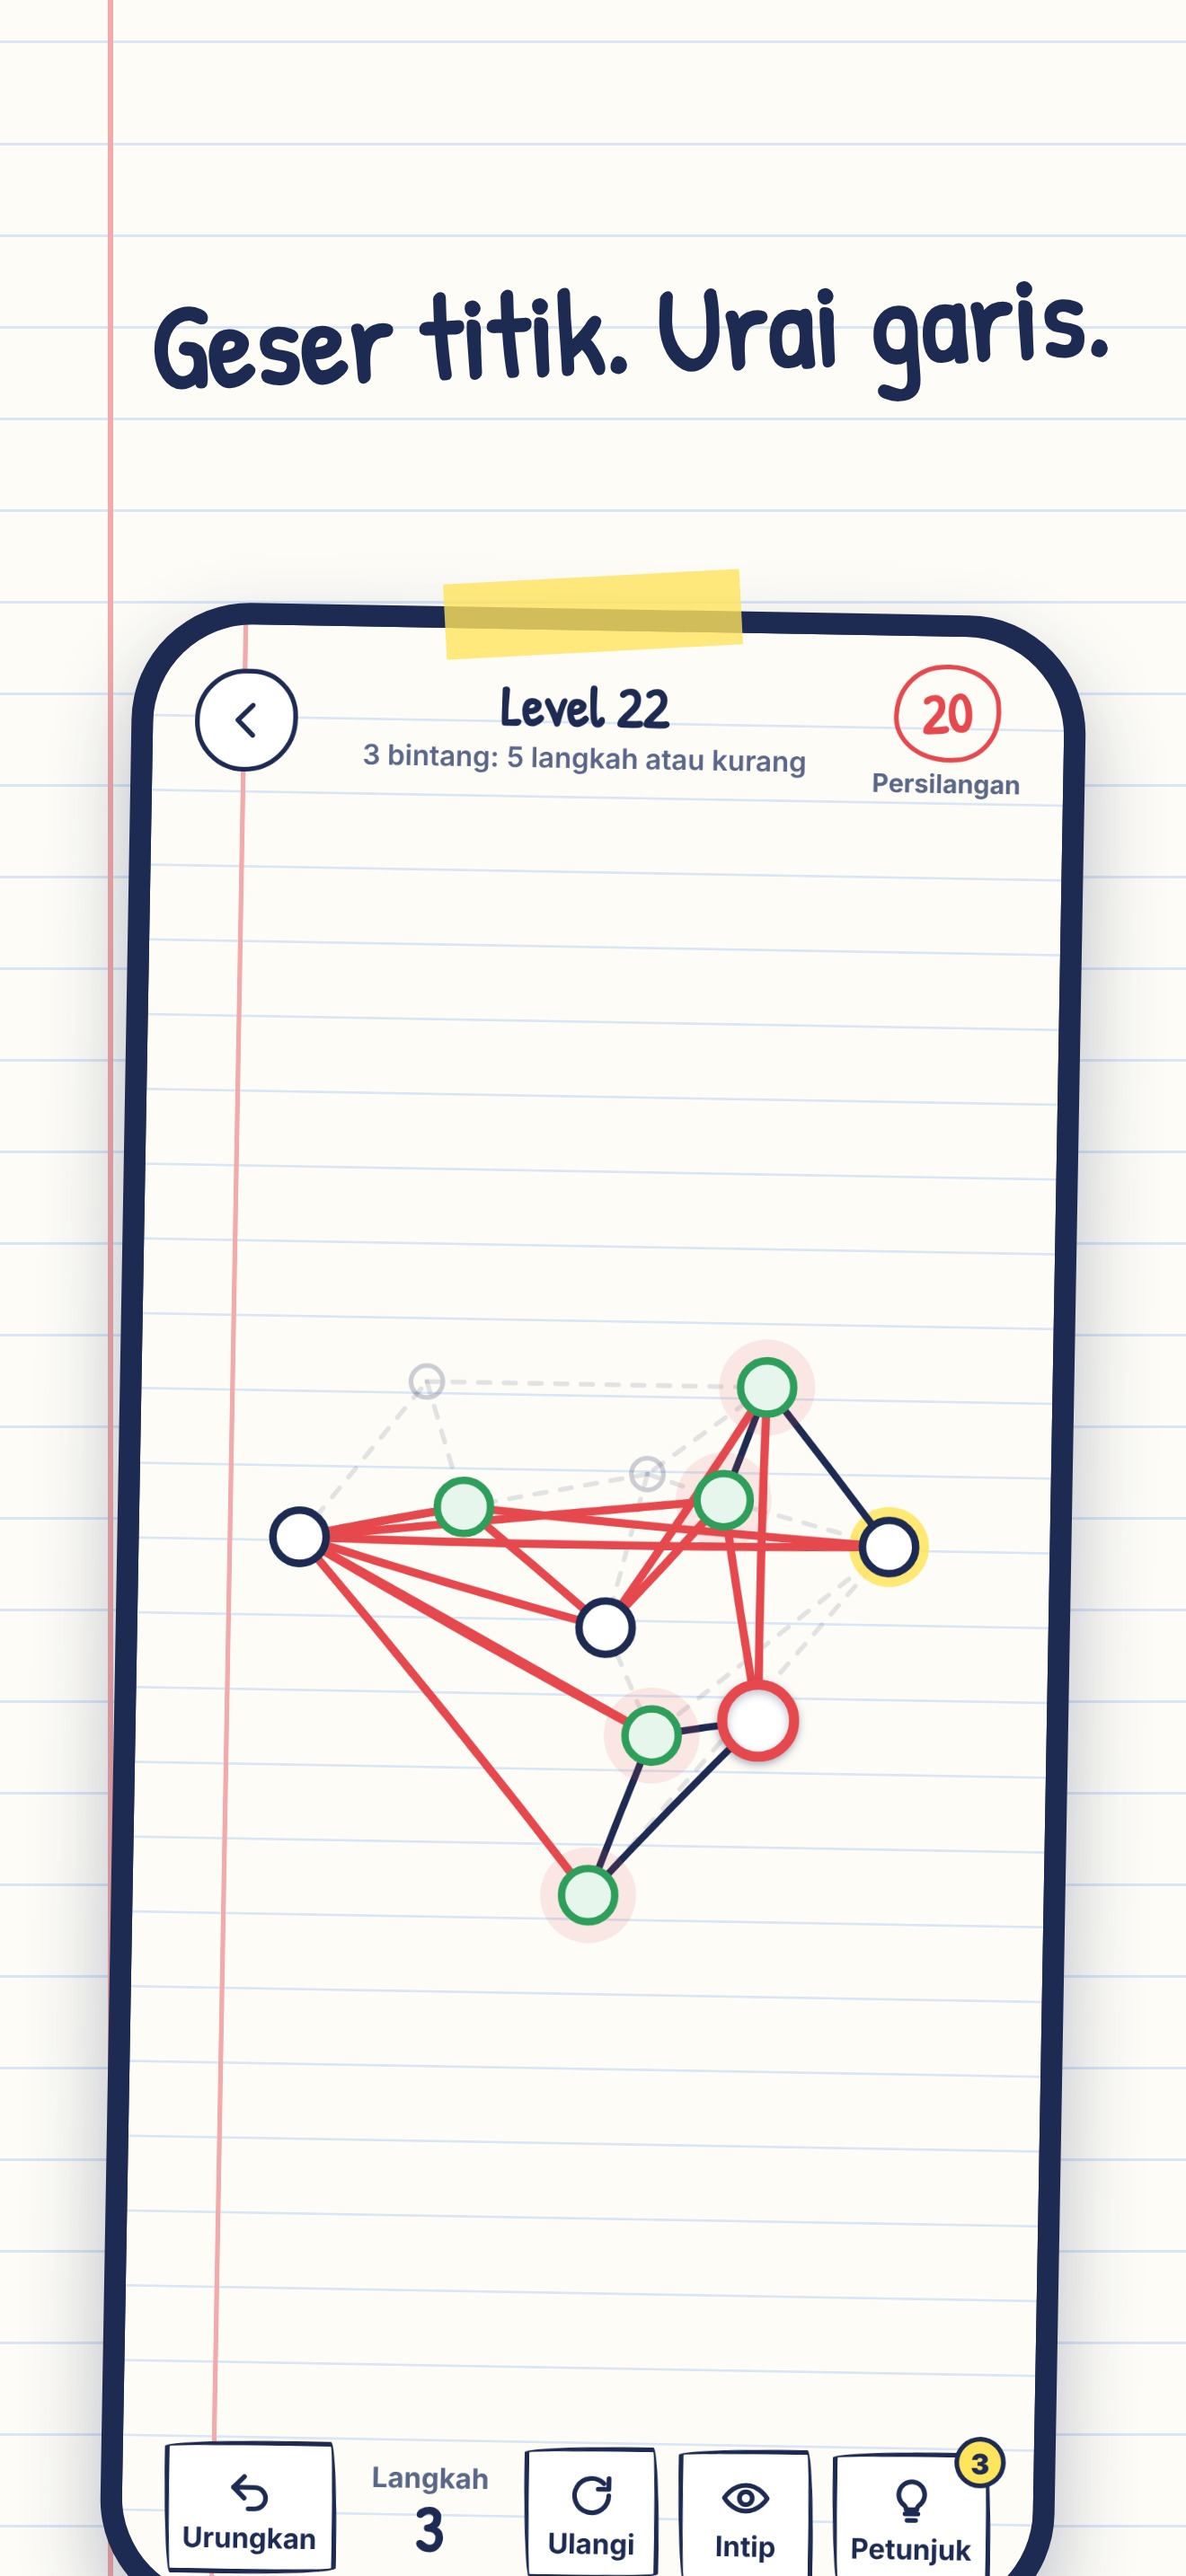 Geser titik. Urai garis.
Level 22
3 bintang: 5 langkah atau kurang
20
Persilangan
Urungkan
Langkah
3
Ulangi
Intip
Petunjuk
3